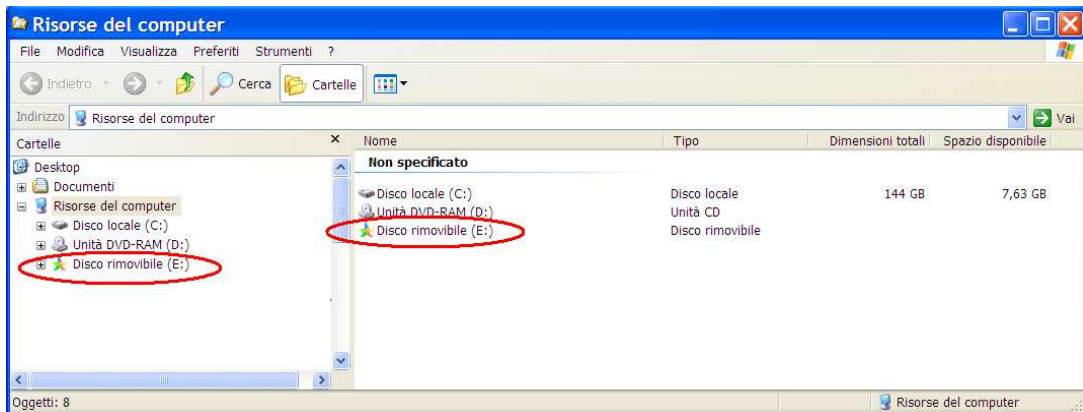 Risorse del computer
File Modifica Visualizza Preferiti Strumenti ?
Indietro Cerca Cartelle
Indirizzo Risorse del computer Vai
Cartelle x
Desktop
Documenti
Risorse del computer
Disco locale (C:)
Unità DVD-RAM (D:)
Disco rimovibile (E:)
Nome Tipo Dimensioni totali Spazio disponibile
Non specificato
Disco locale (C:) Disco locale 144 GB 7,63 GB
Unità DVD-RAM (D:) Unità CD
Disco rimovibile (E:) Disco rimovibile
Oggetti: 8 Risorse del computer